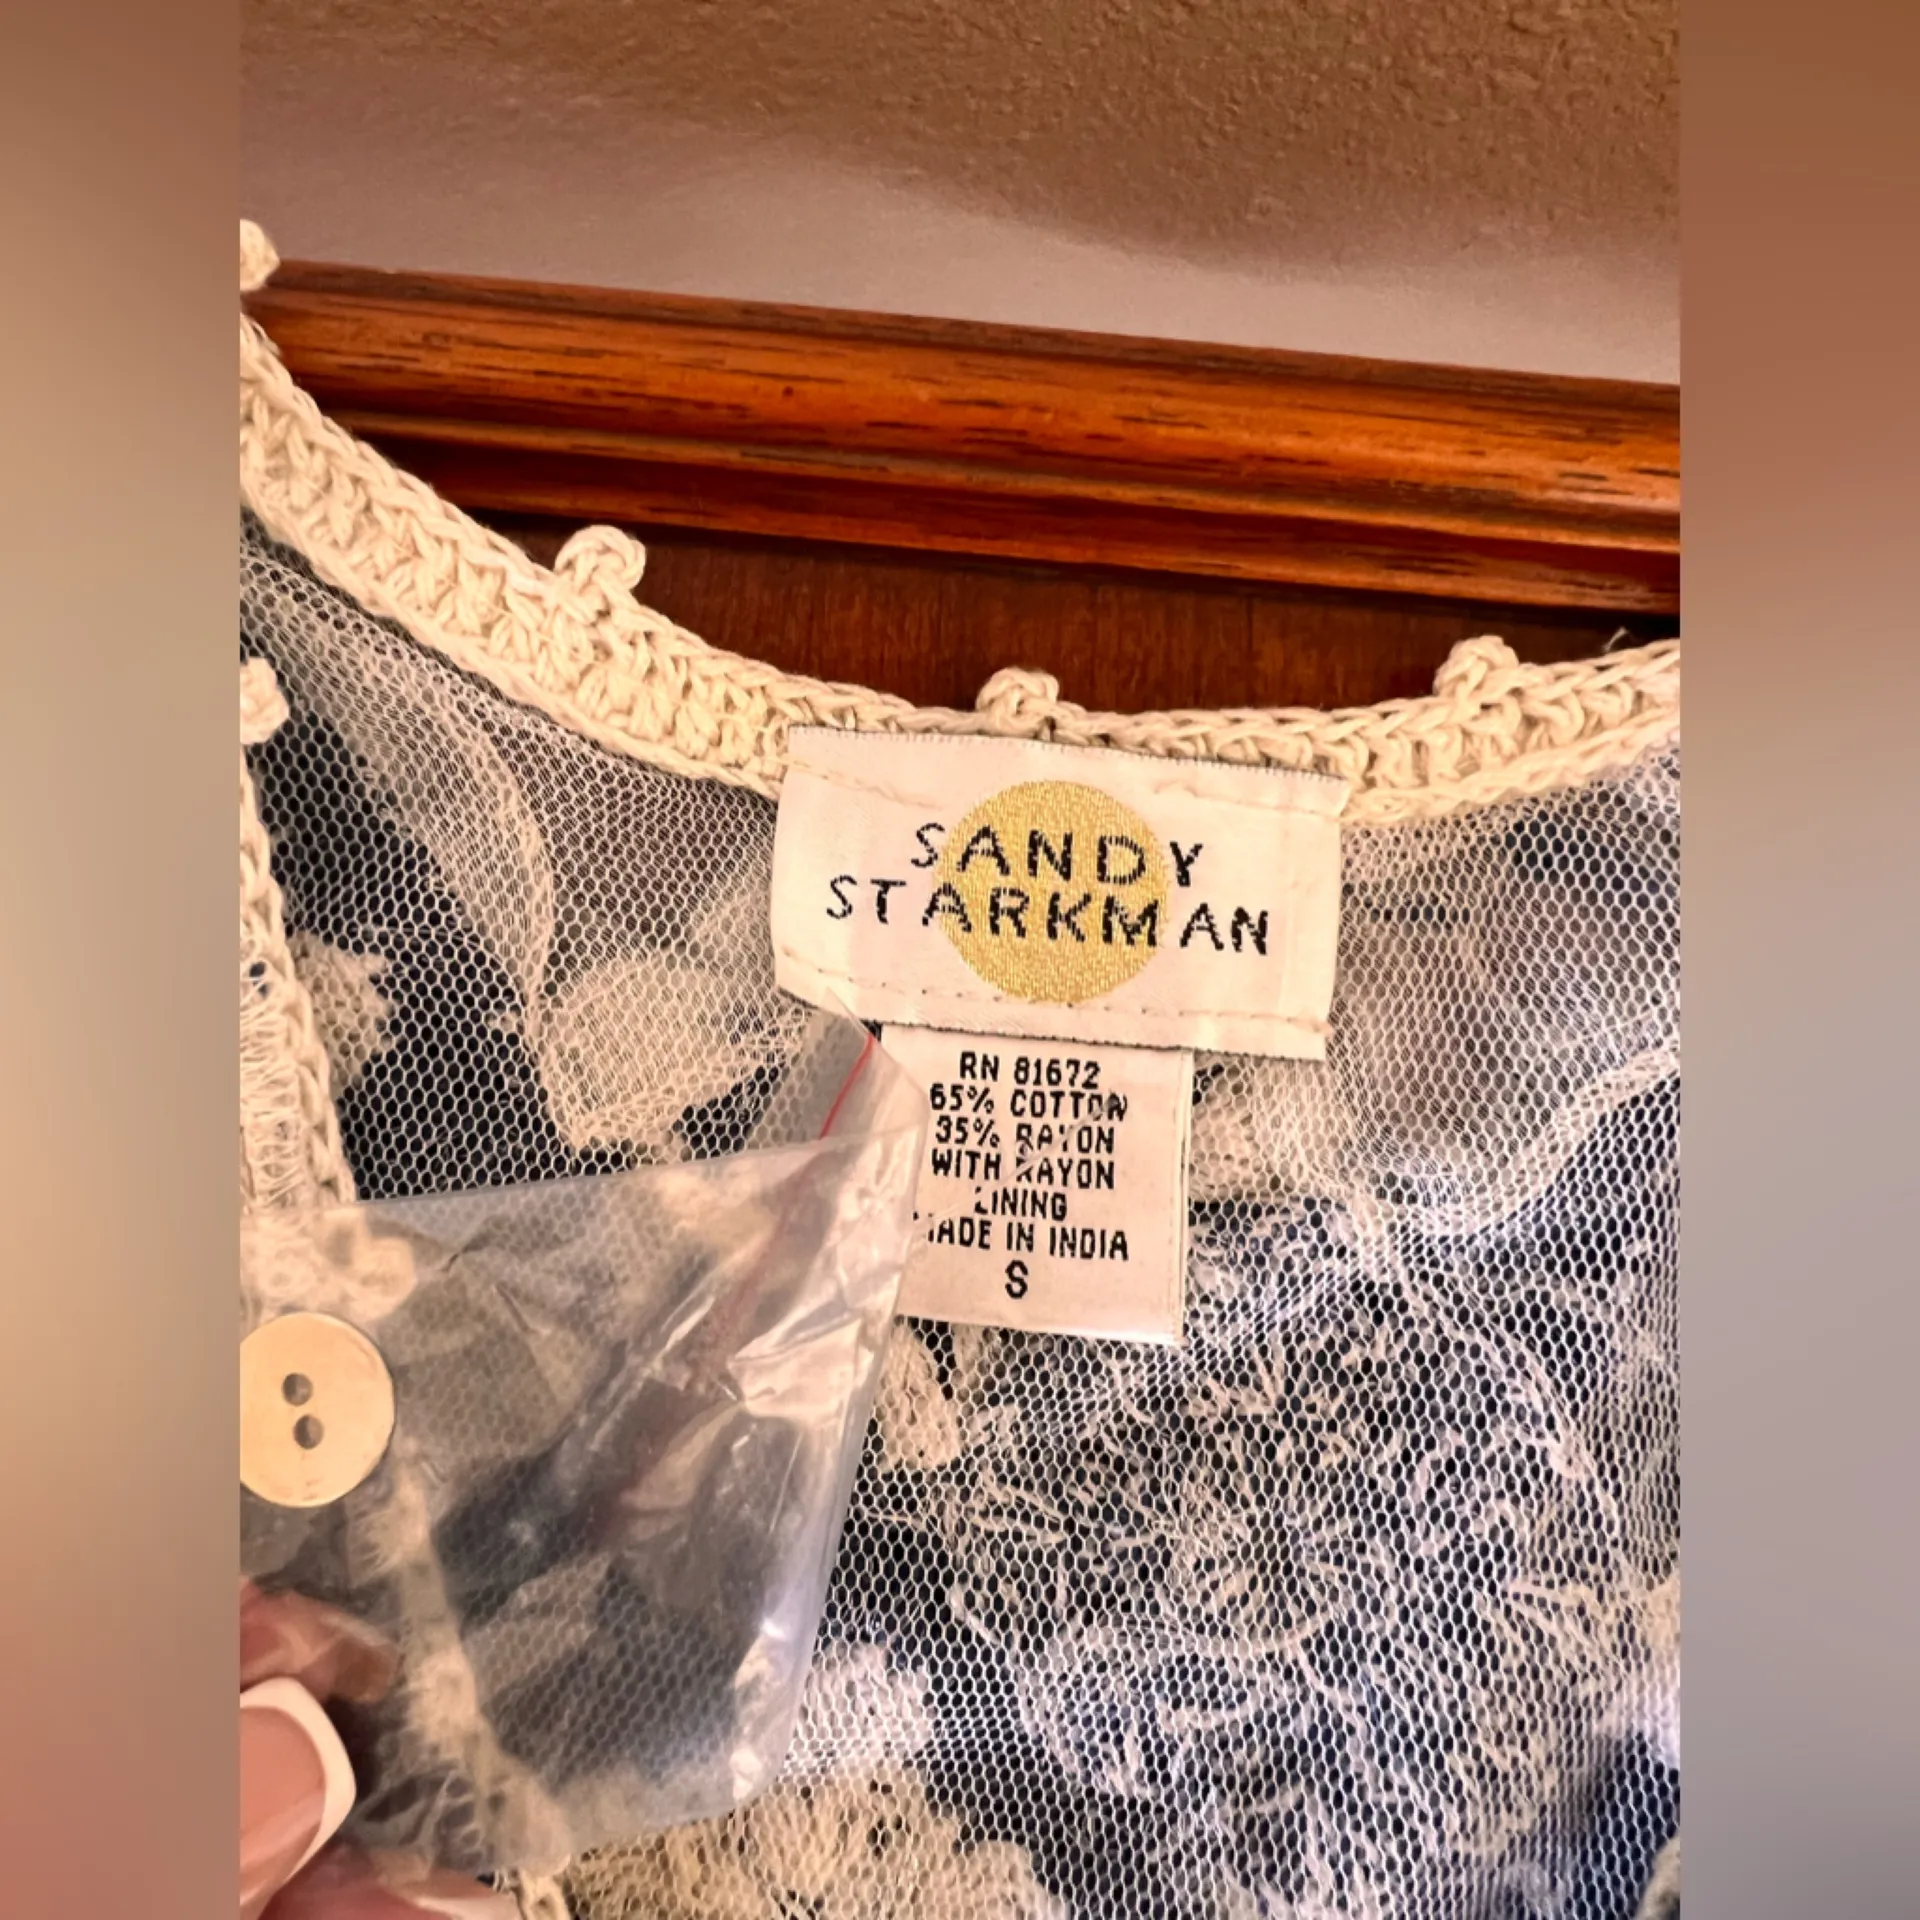 SANDY
STARKMAN
RN 81672
65% COTTON
35% RAYON
WITH RAYON
LINING
MADE IN INDIA
S